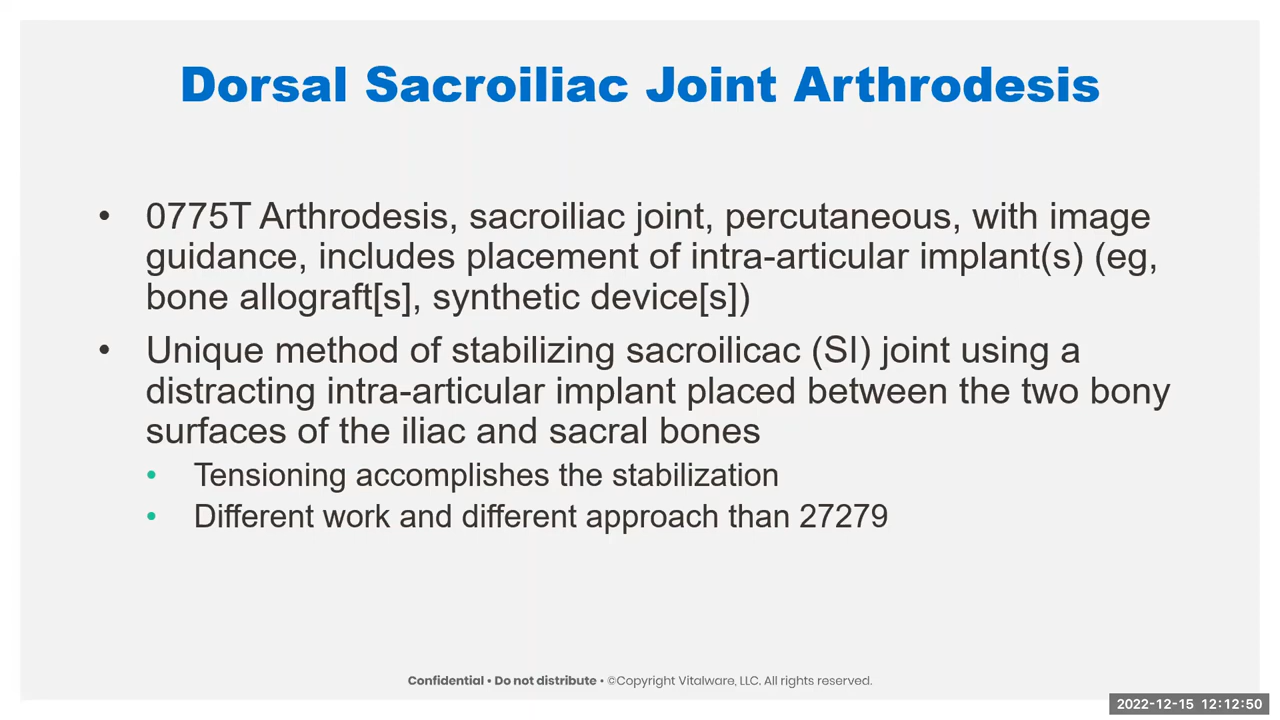 Dorsal Sacroiliac Joint Arthrodesis
• 0775T Arthrodesis, sacroiliac joint, percutaneous, with image
guidance, includes placement of intra-articular implant(s) (eg,
bone allograft[s], synthetic device[s])
• Unique method of stabilizing sacroilicac (SI) joint using a
distracting intra-articular implant placed between the two bony
surfaces of the iliac and sacral bones
• Tensioning accomplishes the stabilization
• Different work and different approach than 27279
Confidential • Do not distribute • ©Copyright Vitalware, LLC. All rights reserved.
2022-12-15 12:12:50